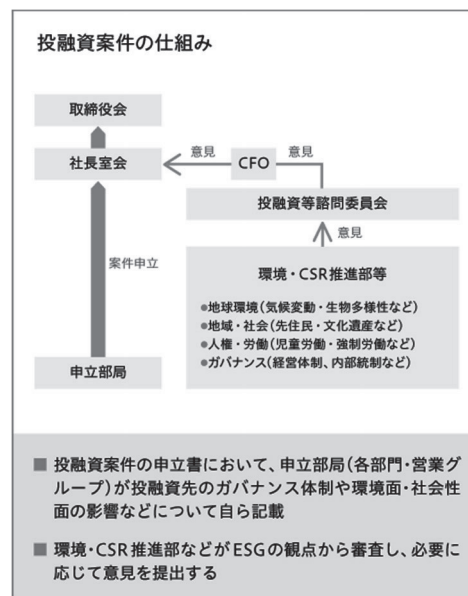 投融資案件の仕組み
取締役会
社長室会
意見
CFO
意見
投融資等諮問委員会
意見
案件申立
環境・CSR推進部等
●地球環境（気候変動・生物多様性など）
●地域・社会（先住民・文化遺産など）
●人権・労働（児童労働・強制労働など）
●ガバナンス（経営体制、内部統制など）
申立部局
■ 投融資案件の申立書において、申立部局（各部門・営業
グループ）が投融資先のガバナンス体制や環境面・社会性
面の影響などについて自ら記載
■ 環境・CSR推進部などがESGの観点から審査し、必要に
応じて意見を提出する